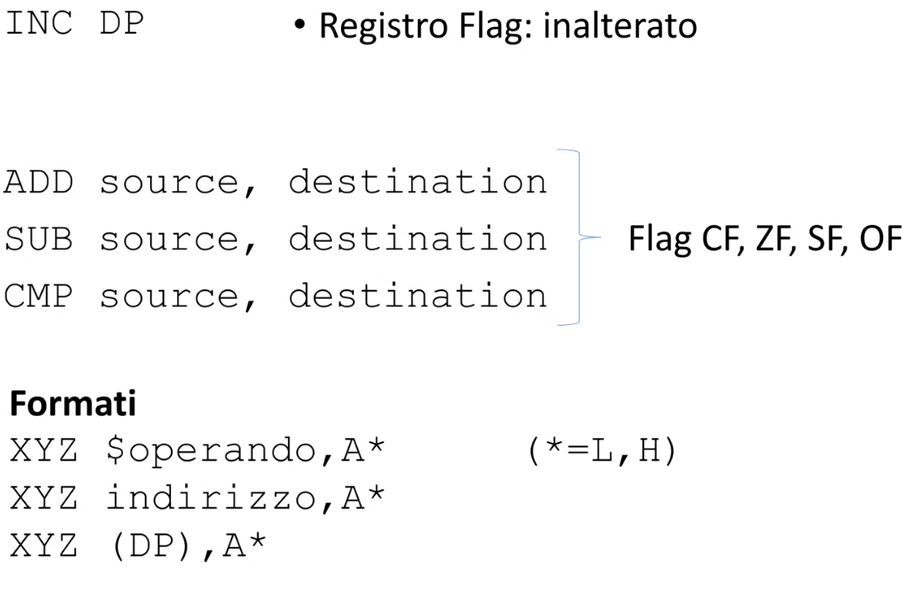 INC DP • Registro Flag: inalterato
ADD source, destination
SUB source, destination Flag CF, ZF, SF, OF
CMP source, destination
Formati
XYZ $operando,A* (*=L,H)
XYZ indirizzo,A*
XYZ (DP),A*